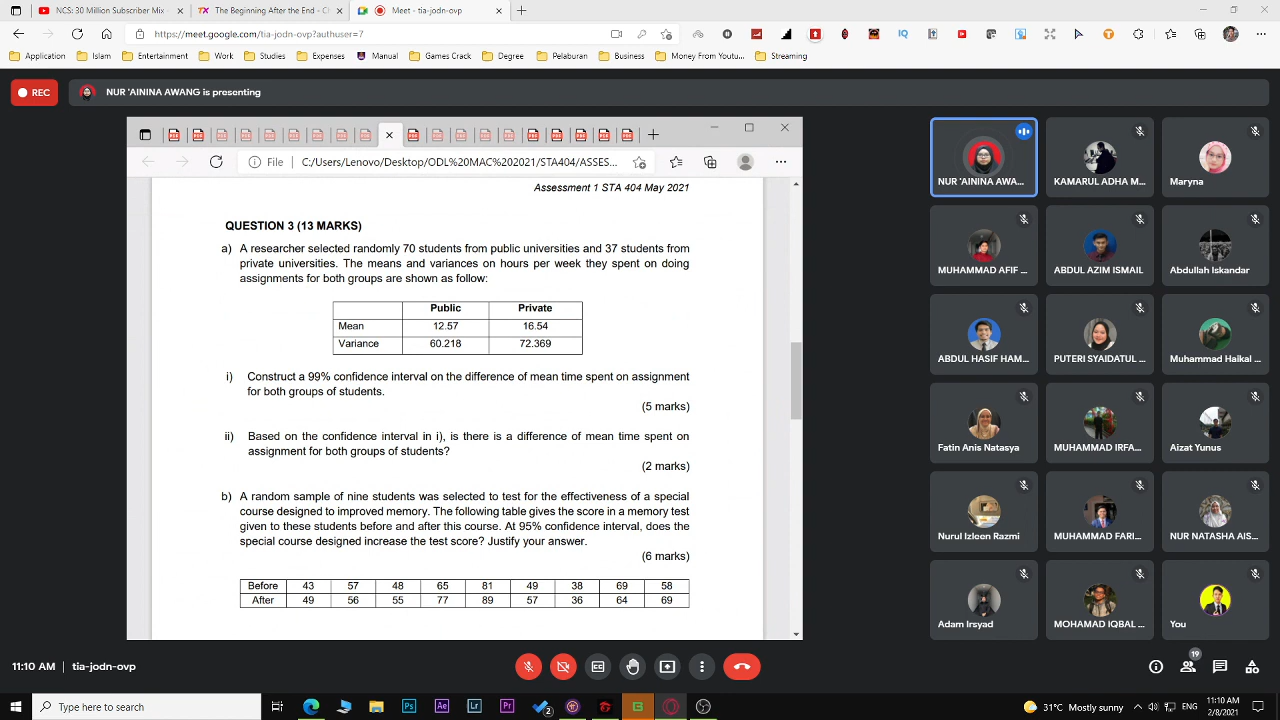 NCS: 30 Million Subscriber Mix -
The Beginning After the End - Cl
Meet - tia-jodn-ovp
https://meet.google.com/tia-jodn-ovp?authuser=7
Application
Islam
Entertainment
Work
Studies
Expenses
Manual
Games Crack
Degree
Pelaburan
Business
Money From Youtu...
Streaming
REC
NUR 'AININA AWANG is presenting
File
C:/Users/Lenovo/Desktop/ODL%20MAC%202021/STA404/ASSES...
Assessment 1 STA 404 May 2021
QUESTION 3 (13 MARKS)
a) A researcher selected randomly 70 students from public universities and 37 students from
private universities. The means and variances on hours per week they spent on doing
assignments for both groups are shown as follow:
Public Private
Mean 12.57 16.54
Variance 60.218 72.369
i) Construct a 99% confidence interval on the difference of mean time spent on assignment
for both groups of students.
(5 marks)
ii) Based on the confidence interval in i), is there is a difference of mean time spent on
assignment for both groups of students?
(2 marks)
b) A random sample of nine students was selected to test for the effectiveness of a special
course designed to improved memory. The following table gives the score in a memory test
given to these students before and after this course. At 95% confidence interval, does the
special course designed increase the test score? Justify your answer.
(6 marks)
Before 43 57 48 65 81 49 38 69 58
After 49 56 55 77 89 57 36 64 69
NUR 'AININA AWA...
KAMARUL ADHA M...
Maryna
MUHAMMAD AFIF ...
ABDUL AZIM ISMAIL
Abdullah Iskandar
ABDUL HASIF HAM...
PUTERI SYAIDATUL ...
Muhammad Haikal ...
Fatin Anis Natasya
MUHAMMAD IRFA...
Aizat Yunus
Nurul Izleen Razmi
MUHAMMAD FARI...
NUR NATASHA AIS...
Adam Irsyad
MOHAMAD IQBAL ...
You
11:10 AM | tia-jodn-ovp
19
Type here to search
Ps
Ae
Lr
Pr
2
31°C Mostly sunny
ENG
11:10 AM
2/8/2021